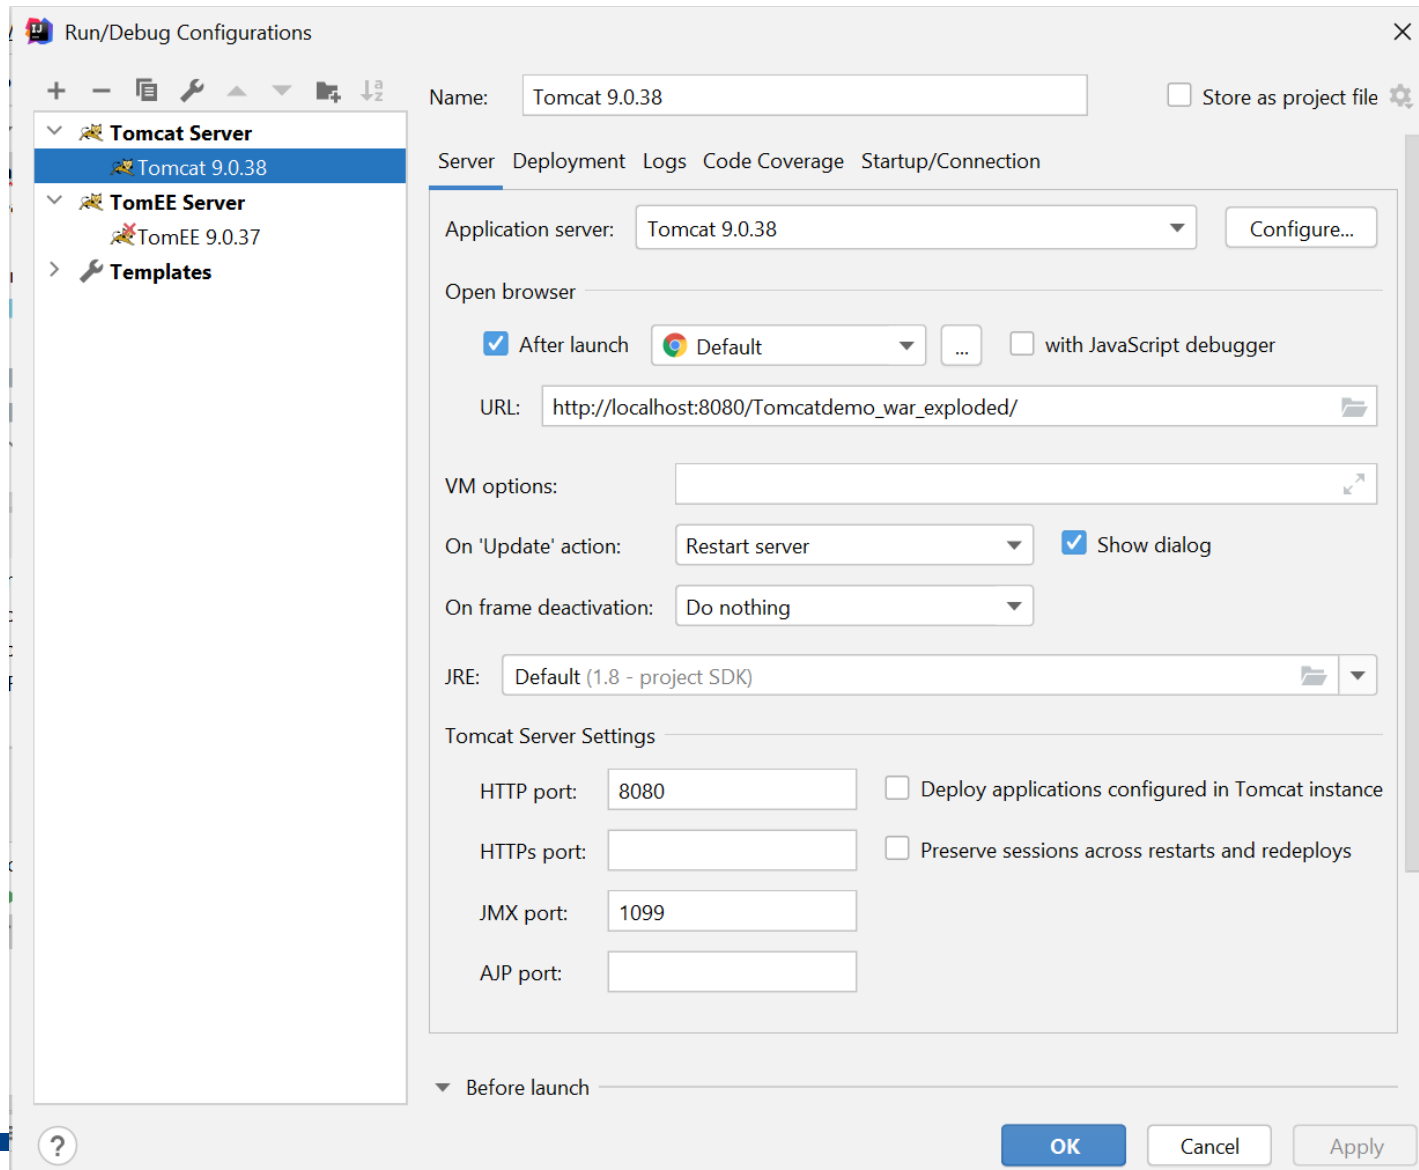 Run/Debug Configurations
Name: Tomcat 9.0.38 Store as project file
Tomcat Server
Tomcat 9.0.38
TomEE Server
TomEE 9.0.37
Templates
Server Deployment Logs Code Coverage Startup/Connection
Application server: Tomcat 9.0.38 Configure...
Open browser
After launch Default ... with JavaScript debugger
URL: http://localhost:8080/Tomcatdemo_war_exploded/
VM options:
On 'Update' action: Restart server Show dialog
On frame deactivation: Do nothing
JRE: Default (1.8 - project SDK)
Tomcat Server Settings
HTTP port: 8080 Deploy applications configured in Tomcat instance
HTTPs port: Preserve sessions across restarts and redeploys
JMX port: 1099
AJP port:
Before launch
? OK Cancel Apply